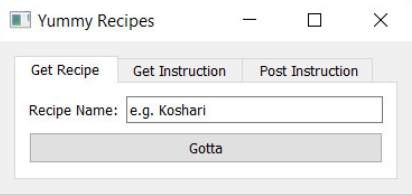 Yummy Recipes
Get Recipe Get Instruction Post Instruction
Recipe Name: e.g. Koshari
Gotta